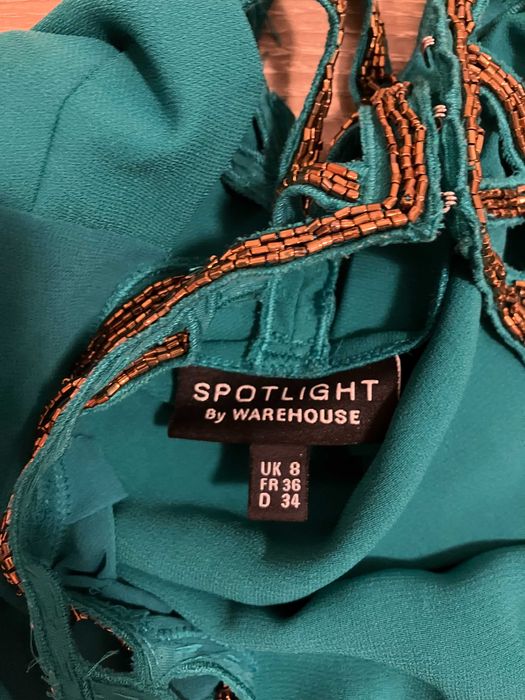 SPOTLIGHT
By WAREHOUSE
UK 8
FR 36
D 34